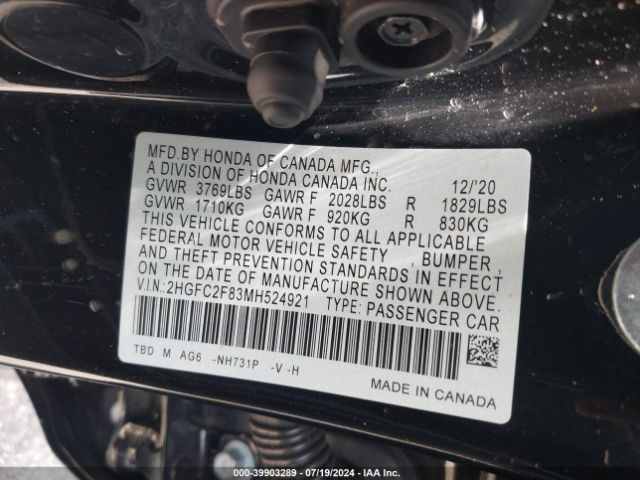 MFD.BY HONDA OF CANADA MFG.,
A DIVISION OF HONDA CANADA INC. 12/'20
GVWR 3769LBS GAWR F 2028LBS R 1829LBS
GVWR 1710KG GAWR F 920KG R 830KG
THIS VEHICLE CONFORMS TO ALL APPLICABLE
FEDERAL MOTOR VEHICLE SAFETY , BUMPER ,
AND THEFT PREVENTION STANDARDS IN EFFECT
ON THE DATE OF MANUFACTURE SHOWN ABOVE.
V.I.N.:2HGFC2F83MH524921 TYPE: PASSENGER CAR
TBD M AG6 -NH731P -V -H
MADE IN CANADA
000-39903289 - 07/19/2024 - IAA Inc.